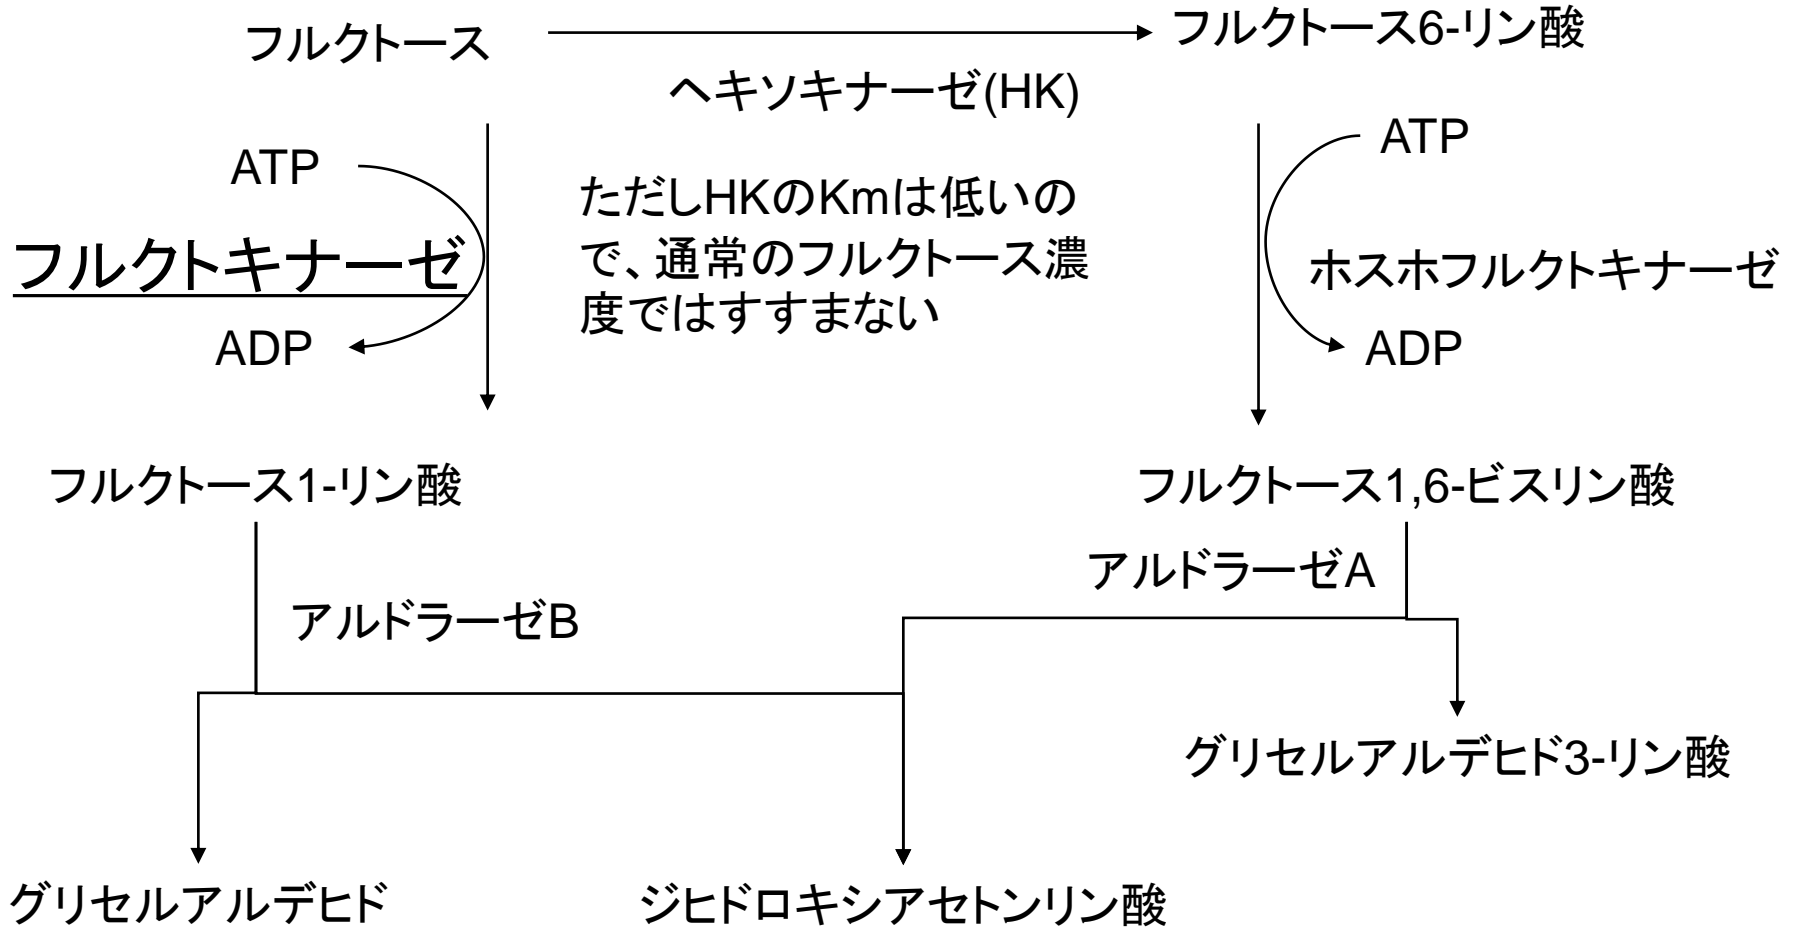 フルクトース
フルクトース6-リン酸
ヘキソキナーゼ(HK)
ATP
ATP
ただしHKのKmは低いの
で、通常のフルクトース濃
度ではすすまない
フルクトキナーゼ
ホスホフルクトキナーゼ
ADP
ADP
フルクトース1-リン酸
フルクトース1,6-ビスリン酸
アルドラーゼA
アルドラーゼB
グリセルアルデヒド3-リン酸
グリセルアルデヒド
ジヒドロキシアセトンリン酸